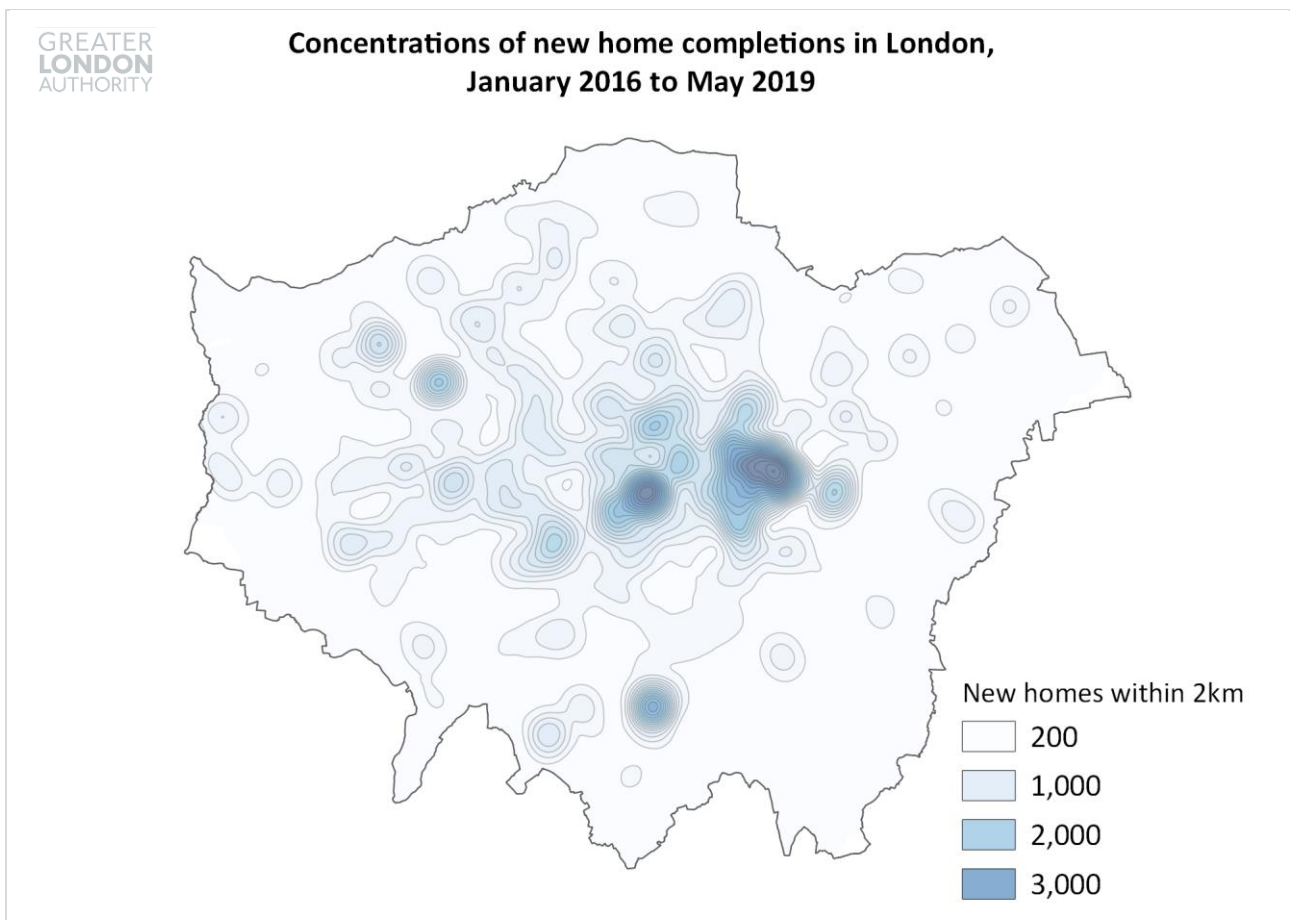 GREATER
LONDON
AUTHORITY
Concentrations of new home completions in London,
January 2016 to May 2019
New homes within 2km
200
1,000
2,000
3,000